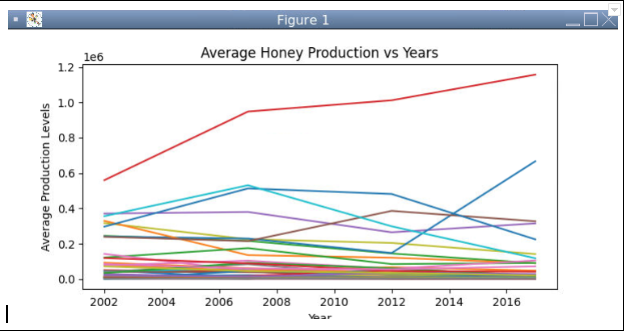 Figure 1
Average Honey Production vs Years
1e6
1.2
1.0
0.8
0.6
0.4
0.2
0.0
Average Production Levels
2002 2004 2006 2008 2010 2012 2014 2016
Year